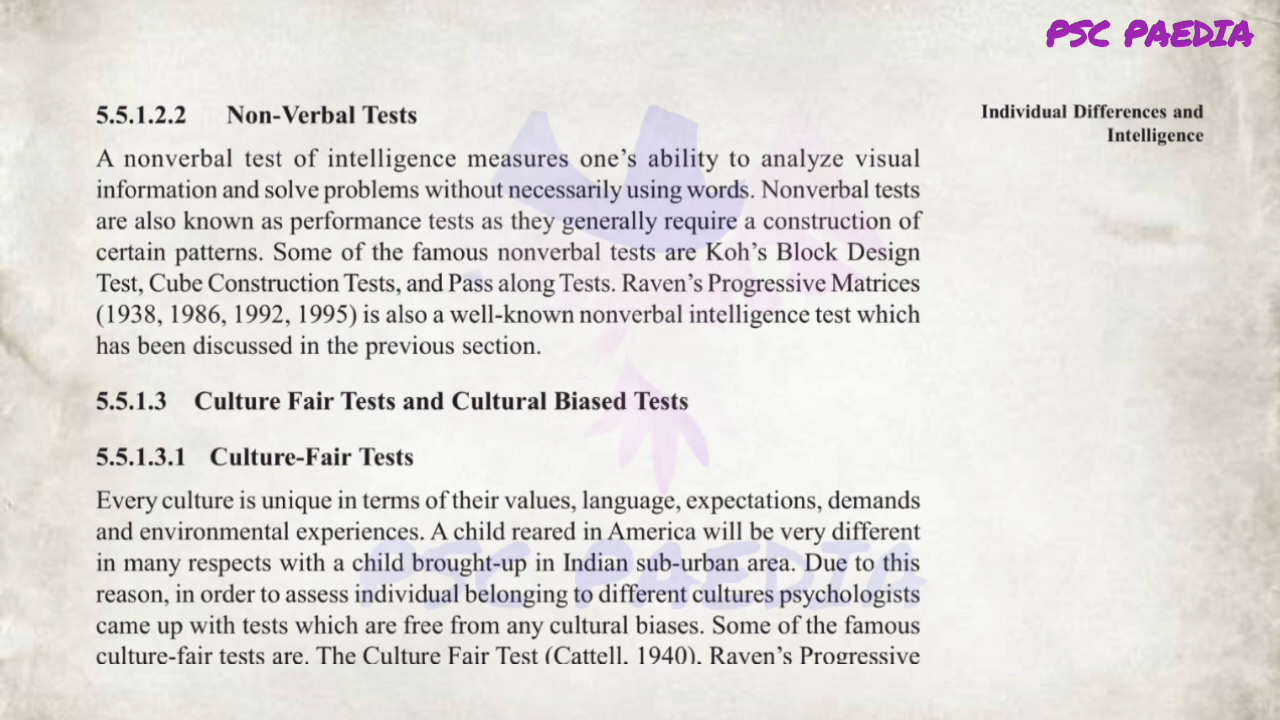 PSC PAEDIA
Individual Differences and
Intelligence
5.5.1.2.2 Non-Verbal Tests
A nonverbal test of intelligence measures one's ability to analyze visual
information and solve problems without necessarily using words. Nonverbal tests
are also known as performance tests as they generally require a construction of
certain patterns. Some of the famous nonverbal tests are Koh's Block Design
Test, Cube Construction Tests, and Pass along Tests. Raven's Progressive Matrices
(1938, 1986, 1992, 1995) is also a well-known nonverbal intelligence test which
has been discussed in the previous section.
5.5.1.3 Culture Fair Tests and Cultural Biased Tests
5.5.1.3.1 Culture-Fair Tests
Every culture is unique in terms of their values, language, expectations, demands
and environmental experiences. A child reared in America will be very different
in many respects with a child brought-up in Indian sub-urban area. Due to this
reason, in order to assess individual belonging to different cultures psychologists
came up with tests which are free from any cultural biases. Some of the famous
culture-fair tests are. The Culture Fair Test (Cattell, 1940), Raven's Progressive
PSC PAEDIA